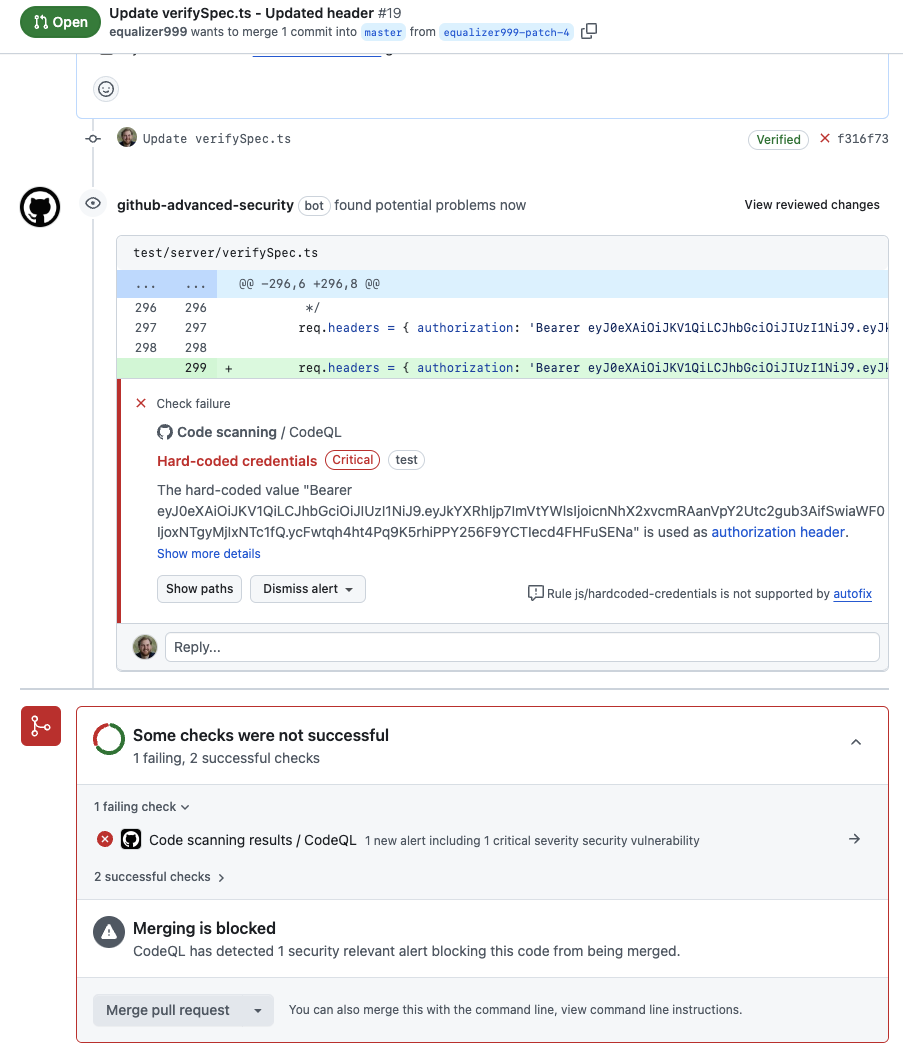 Open
Update verifySpec.ts - Updated header #19
equalizer999 wants to merge 1 commit into master from equalizer999-patch-4
Update verifySpec.ts
Verified
f316f73
github-advanced-security bot found potential problems now
View reviewed changes
test/server/verifySpec.ts
... ... @@ -296,6 +296,8 @@
296 296 */
297 297 req.headers = { authorization: 'Bearer eyJ0eXAiOiJKV1QiLCJhbGciOiJIUzI1NiJ9.eyJk
298 298
299 + req.headers = { authorization: 'Bearer eyJ0eXAiOiJKV1QiLCJhbGciOiJIUzI1NiJ9.eyJk
Check failure
Code scanning / CodeQL
Hard-coded credentials Critical test
The hard-coded value "Bearer
eyJ0eXAiOiJKV1QiLCJhbGciOiJIUzI1NiJ9.eyJkYXRhIjp7ImVtYWlsIjoicnNhX2xvcmRAanVpY2Utc2gub3AifSwiaWF0
IjoxNTgyMjIxNTc1fQ.ycFwtqh4ht4Pq9K5rhiPPY256F9YCTIecd4FHFuSENa" is used as authorization header.
Show more details
Show paths
Dismiss alert
Rule js/hardcoded-credentials is not supported by autofix
Reply...
Some checks were not successful
1 failing, 2 successful checks
1 failing check
Code scanning results / CodeQL 1 new alert including 1 critical severity security vulnerability
2 successful checks
Merging is blocked
CodeQL has detected 1 security relevant alert blocking this code from being merged.
Merge pull request
You can also merge this with the command line, view command line instructions.